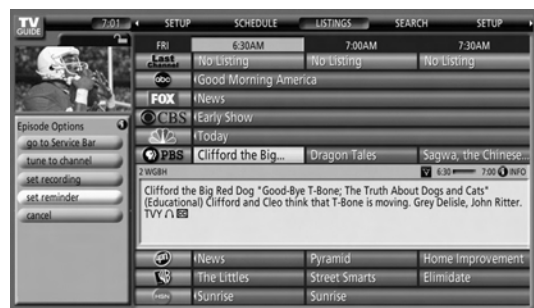 TV GUIDE 7:01 SETUP SCHEDULE LISTINGS SEARCH SETUP
FRI 6:30AM 7:00AM 7:30AM
Last Channel No Listing No Listing No Listing
abc Good Morning America
FOX News
CBS Early Show
Today
PBS Clifford the Big... Dragon Tales Sagwa, the Chinese...
Episode Options
go to Service Bar
tune to channel
set recording
set reminder
cancel
2 WGBH 6:30 7:00 INFO
Clifford the Big Red Dog "Good-Bye T-Bone; The Truth About Dogs and Cats"
(Educational) Clifford and Cleo think that T-Bone is moving. Grey Delisle, John Ritter.
TVY
News Pyramid Home Improvement
The Littles Street Smarts Elimidate
Sunrise Sunrise